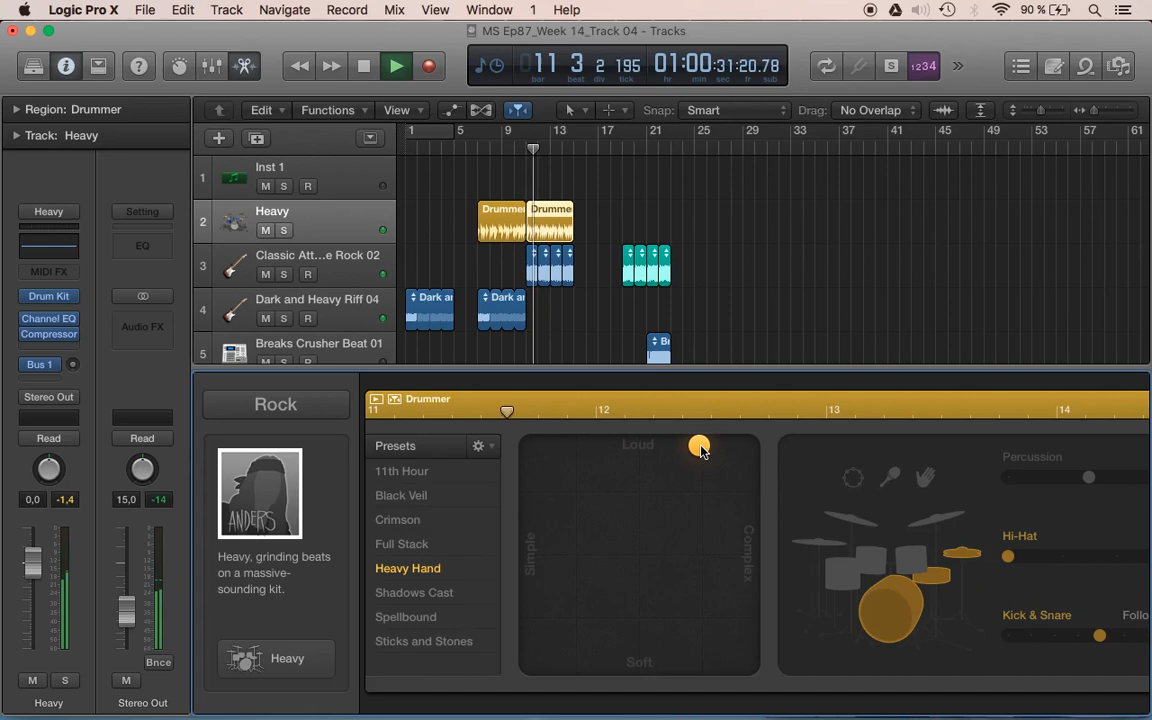 Logic Pro X File Edit Track Navigate Record Mix View Window 1 Help 90 %
MS Ep87_Week 14_Track 04 - Tracks
11 3 2 195 01:00:31:20.78
bar beat div tick hr min sec fr sub
S 1234
Region: Drummer
Edit Functions View Snap: Smart Drag: No Overlap
Track: Heavy
1 5 9 13 17 21 25 29 33 37 41 45 49 53 57 61
1 Inst 1
M S R
2 Heavy
M S
Drummer Drumme
3 Classic Att...e Rock 02
M S R
4 Dark and Heavy Riff 04
M S R
Dark an Dark an
5 Breaks Crusher Beat 01
Heavy Setting
EQ
MIDI FX
Drum Kit
Channel EQ
Compressor
Audio FX
Bus 1
Stereo Out
Read Read
0,0 -1,4 15,0 -14
Bnce
M S M
Heavy Stereo Out
Rock
ANDERS
Heavy, grinding beats
on a massive-
sounding kit.
Heavy
Drummer
11 12 13 14
Presets
11th Hour
Black Veil
Crimson
Full Stack
Heavy Hand
Shadows Cast
Spellbound
Sticks and Stones
Loud
Simple
Complex
Soft
Percussion
Hi-Hat
Kick & Snare Follo